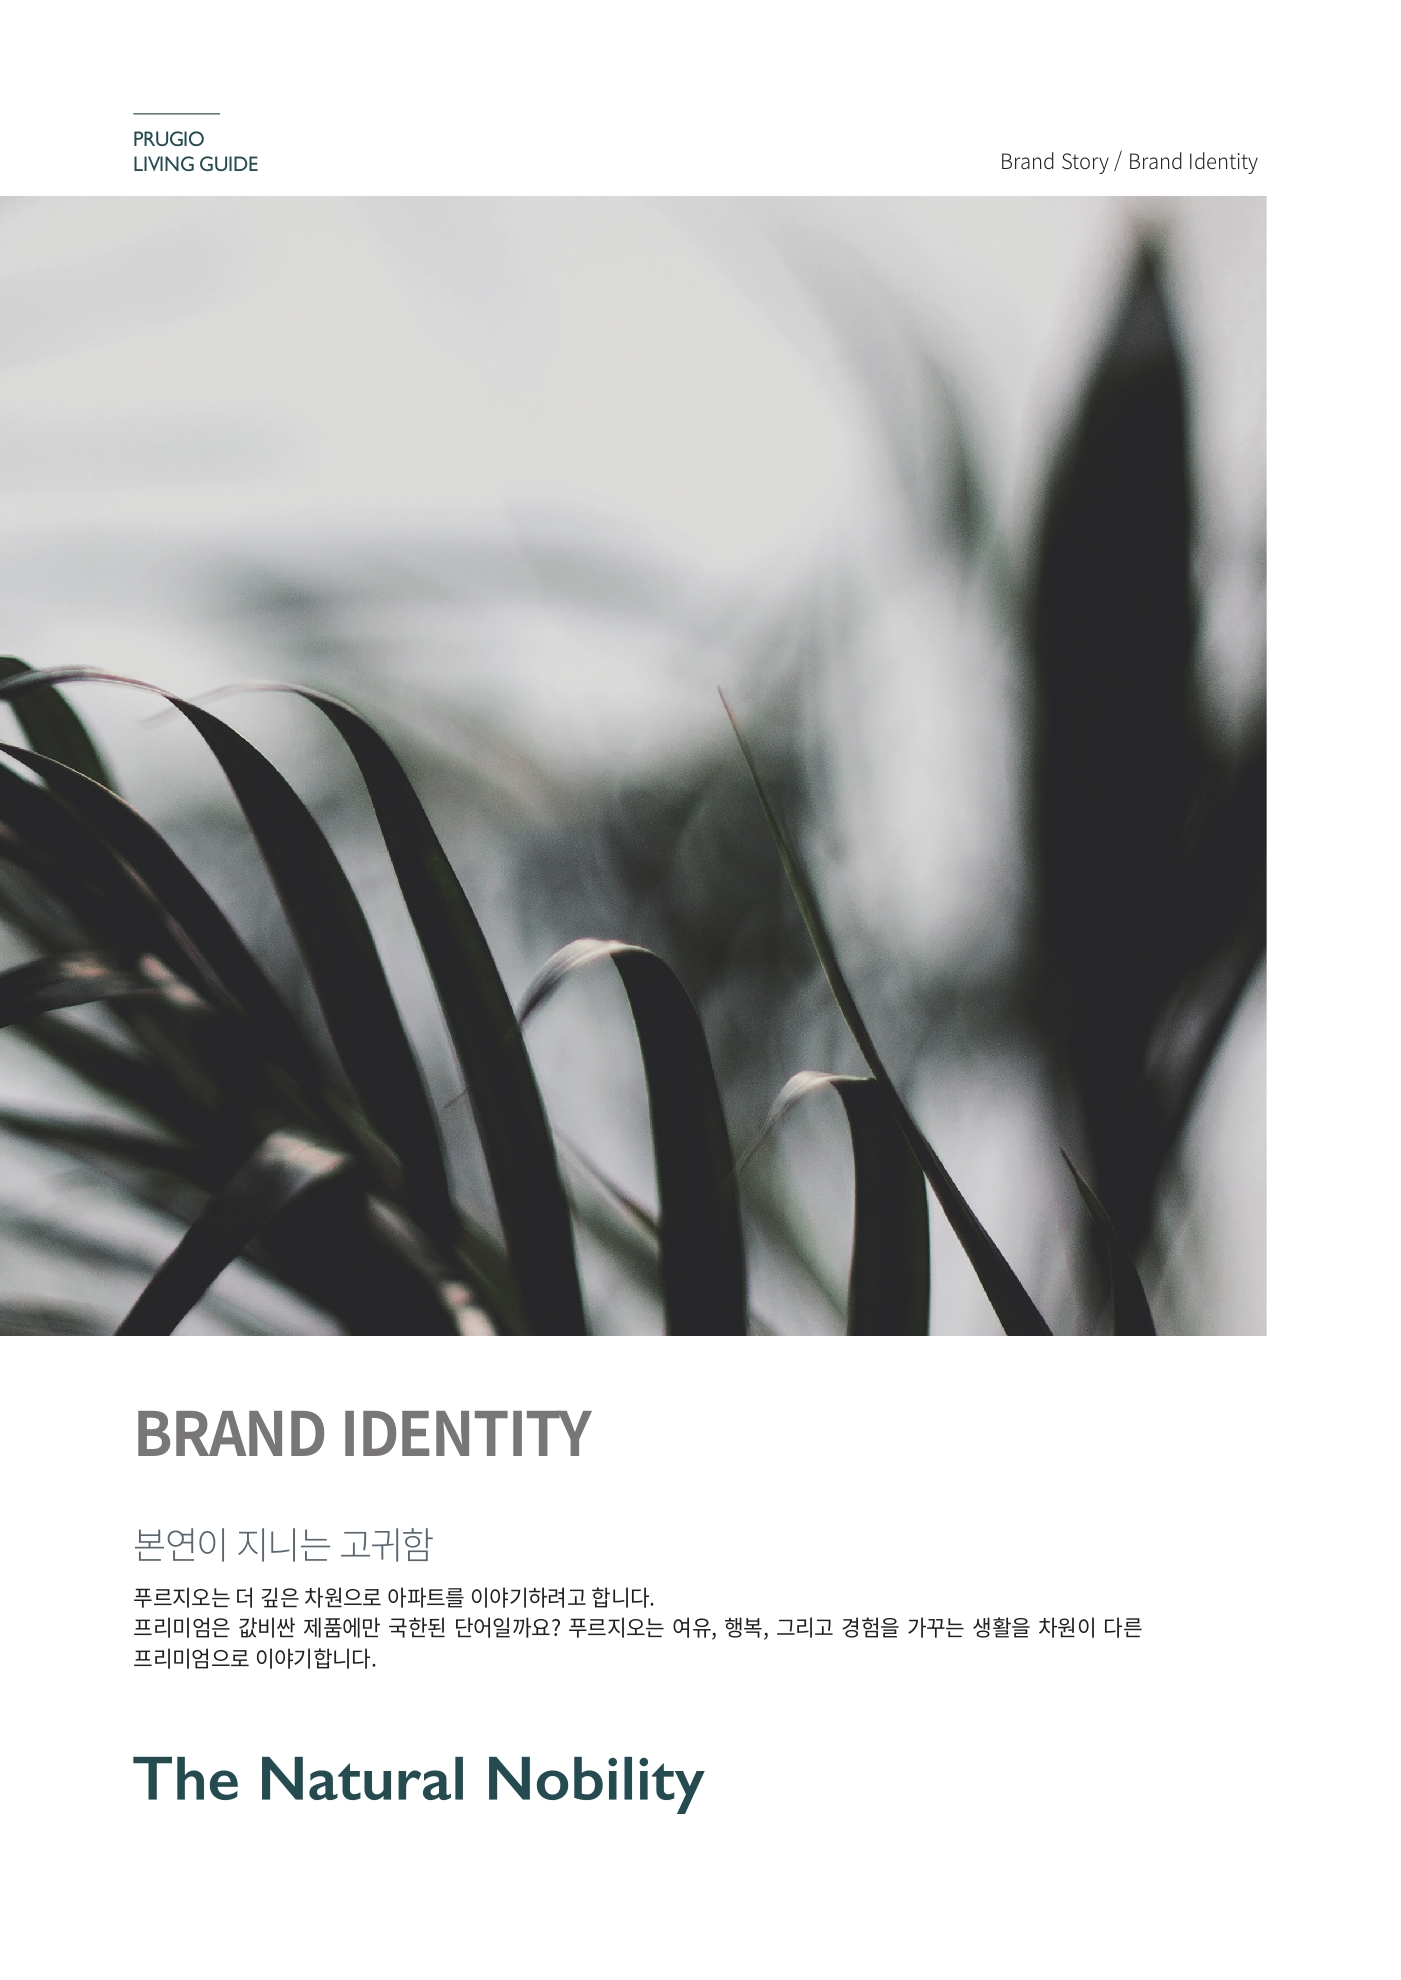 PRUGIO
LIVING GUIDE
Brand Story / Brand Identity
BRAND IDENTITY
본연이 지니는 고귀함
푸르지오는 더 깊은 차원으로 아파트를 이야기하려고 합니다.
프리미엄은 값비싼 제품에만 국한된 단어일까요? 푸르지오는 여유, 행복, 그리고 경험을 가꾸는 생활을 차원이 다른
프리미엄으로 이야기합니다.
The Natural Nobility